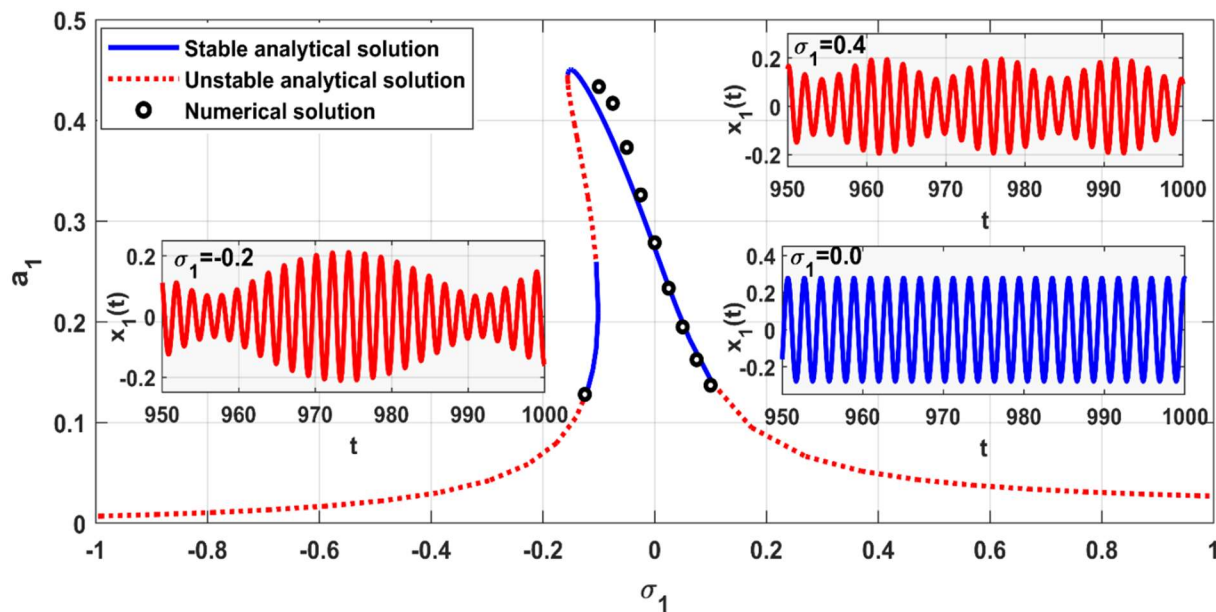 0.5
Stable analytical solution
Unstable analytical solution
Numerical solution
0.4
0.3
0.2
0.1
0
a1
-1 -0.8 -0.6 -0.4 -0.2 0 0.2 0.4 0.6 0.8 1
σ1
σ1=0.4
0.2
0
-0.2
x1(t)
950 960 970 980 990 1000
t
σ1=-0.2
0.2
0
-0.2
x1(t)
950 960 970 980 990 1000
t
σ1=0.0
0.4
0.2
0
-0.2
x1(t)
950 960 970 980 990 1000
t